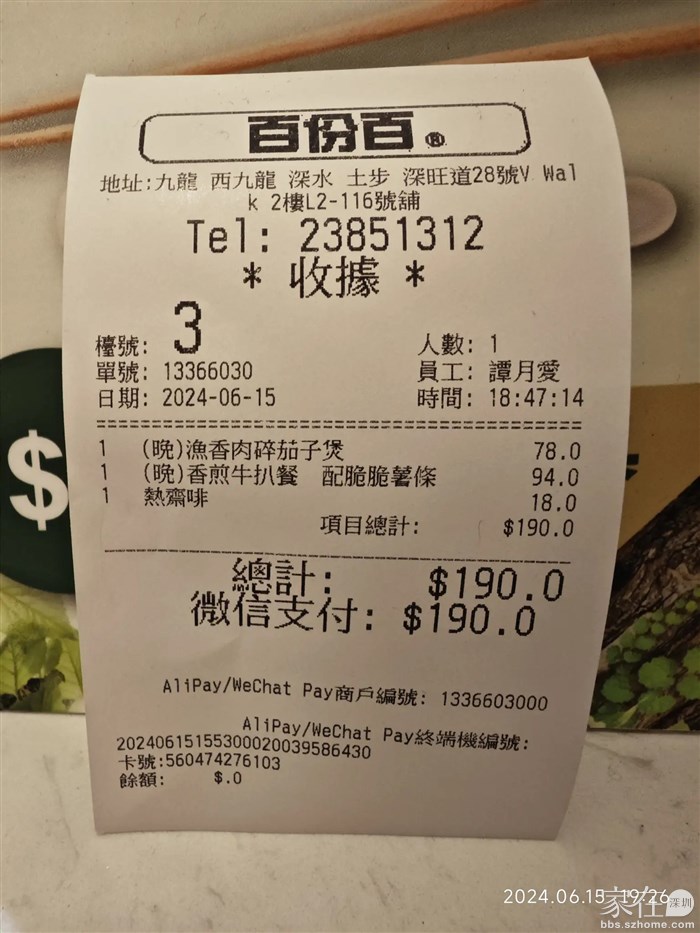 百份百®
地址:九龍 西九龍 深水 土步 深旺道28號V Wal
k 2樓L2-116號舖
Tel: 23851312
* 收據 *
檯號: 3 人數: 1
單號: 13366030 員工: 譚月愛
日期: 2024-06-15 時間: 18:47:14
1 (晚)漁香肉碎茄子煲 78.0
1 (晚)香煎牛扒餐 配脆脆薯條 94.0
1 熱齋啡 18.0
項目總計: $190.0
總計: $190.0
微信支付: $190.0
AliPay/WeChat Pay商戶編號: 1336603000
AliPay/WeChat Pay終端機編號:
20240615155300020039586430
卡號:560474276103
餘額: $.0
$
2024.06.15 19:26
家在深圳
bbs.szhome.com